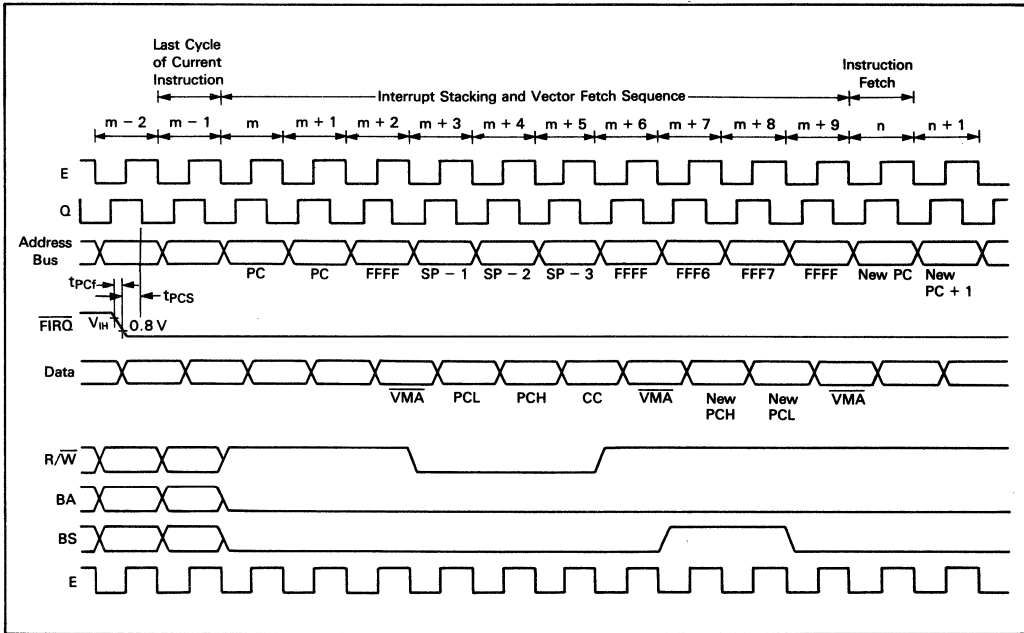 Last Cycle
of Current
Instruction
Interrupt Stacking and Vector Fetch Sequence
Instruction
Fetch
m - 2 m - 1 m m + 1 m + 2 m + 3 m + 4 m + 5 m + 6 m + 7 m + 8 m + 9 n n + 1
E
Q
Address
Bus
PC PC FFFF SP - 1 SP - 2 SP - 3 FFFF FFF6 FFF7 FFFF New PC New
PC + 1
tPCf
tPCS
FIRQ VIH 0.8 V
Data
VMA PCL PCH CC VMA New
PCH New
PCL VMA
R/W
BA
BS
E